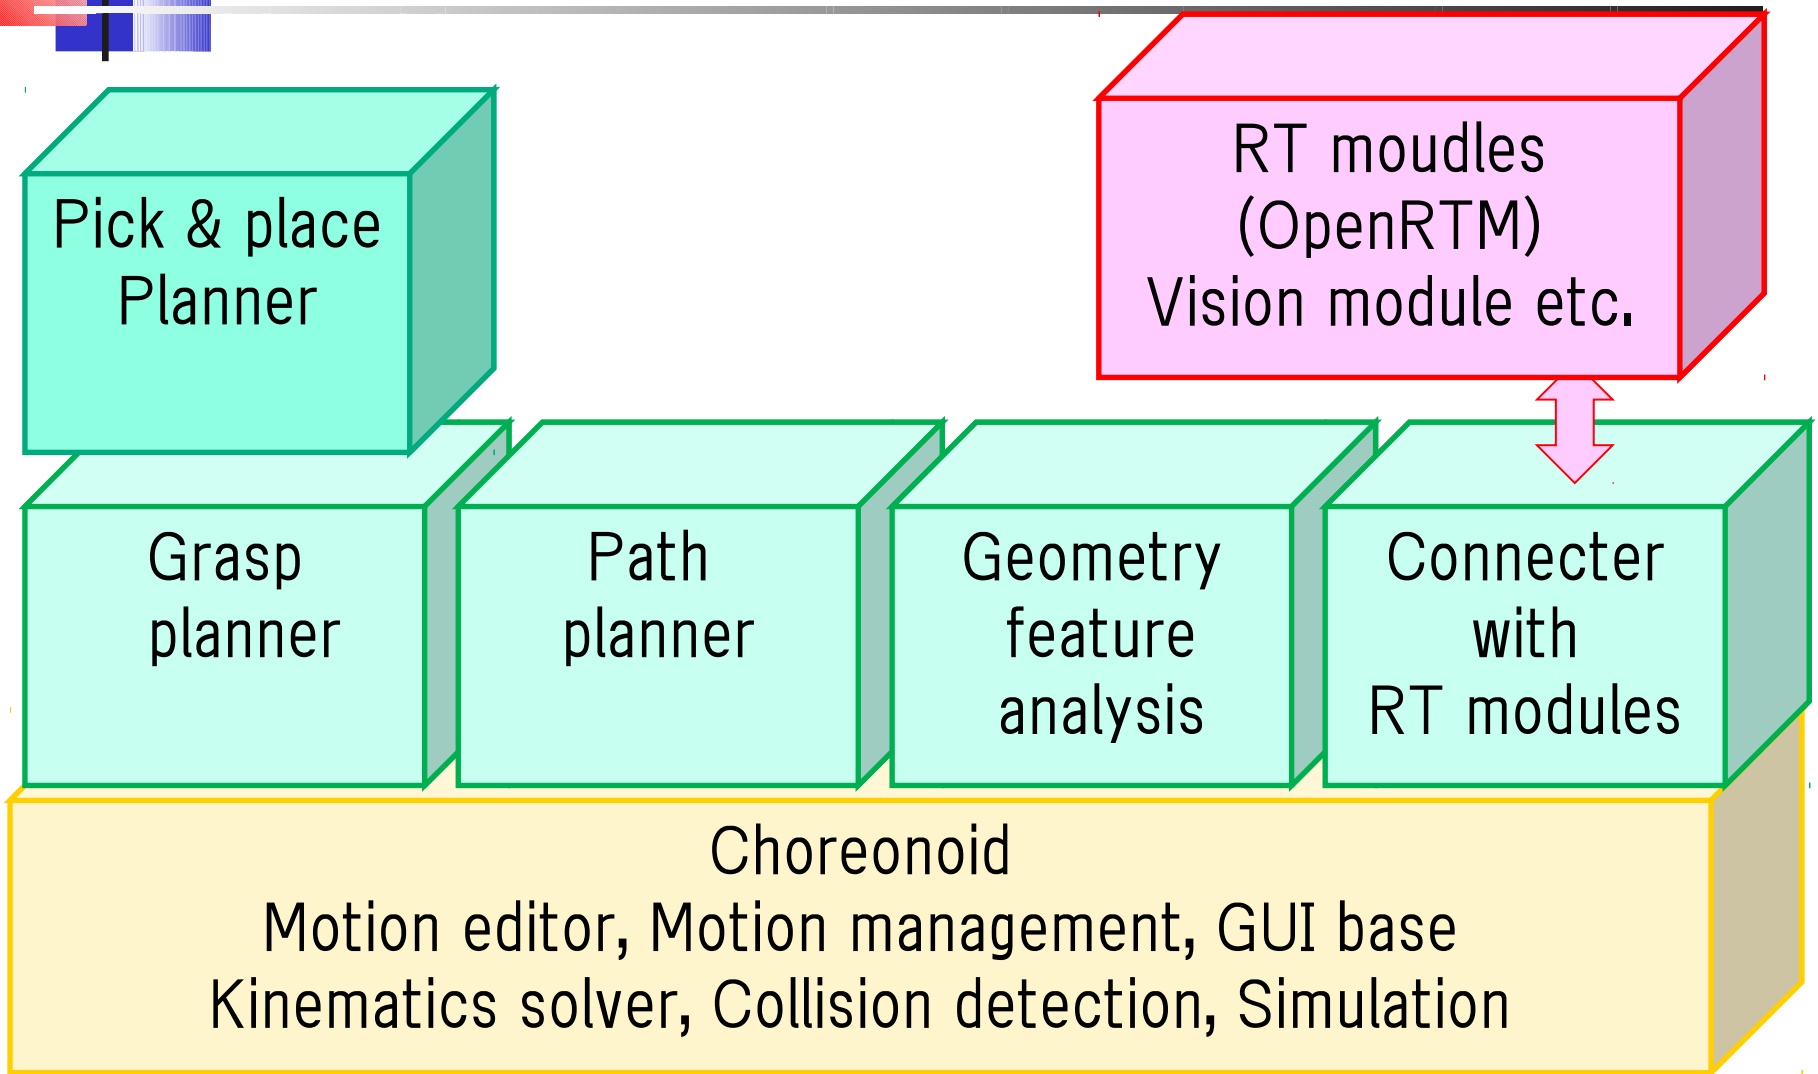 Pick & place
Planner
RT moudles
(OpenRTM)
Vision module etc.
Grasp
planner
Path
planner
Geometry
feature
analysis
Connecter
with
RT modules
Choreonoid
Motion editor, Motion management, GUI base
Kinematics solver, Collision detection, Simulation